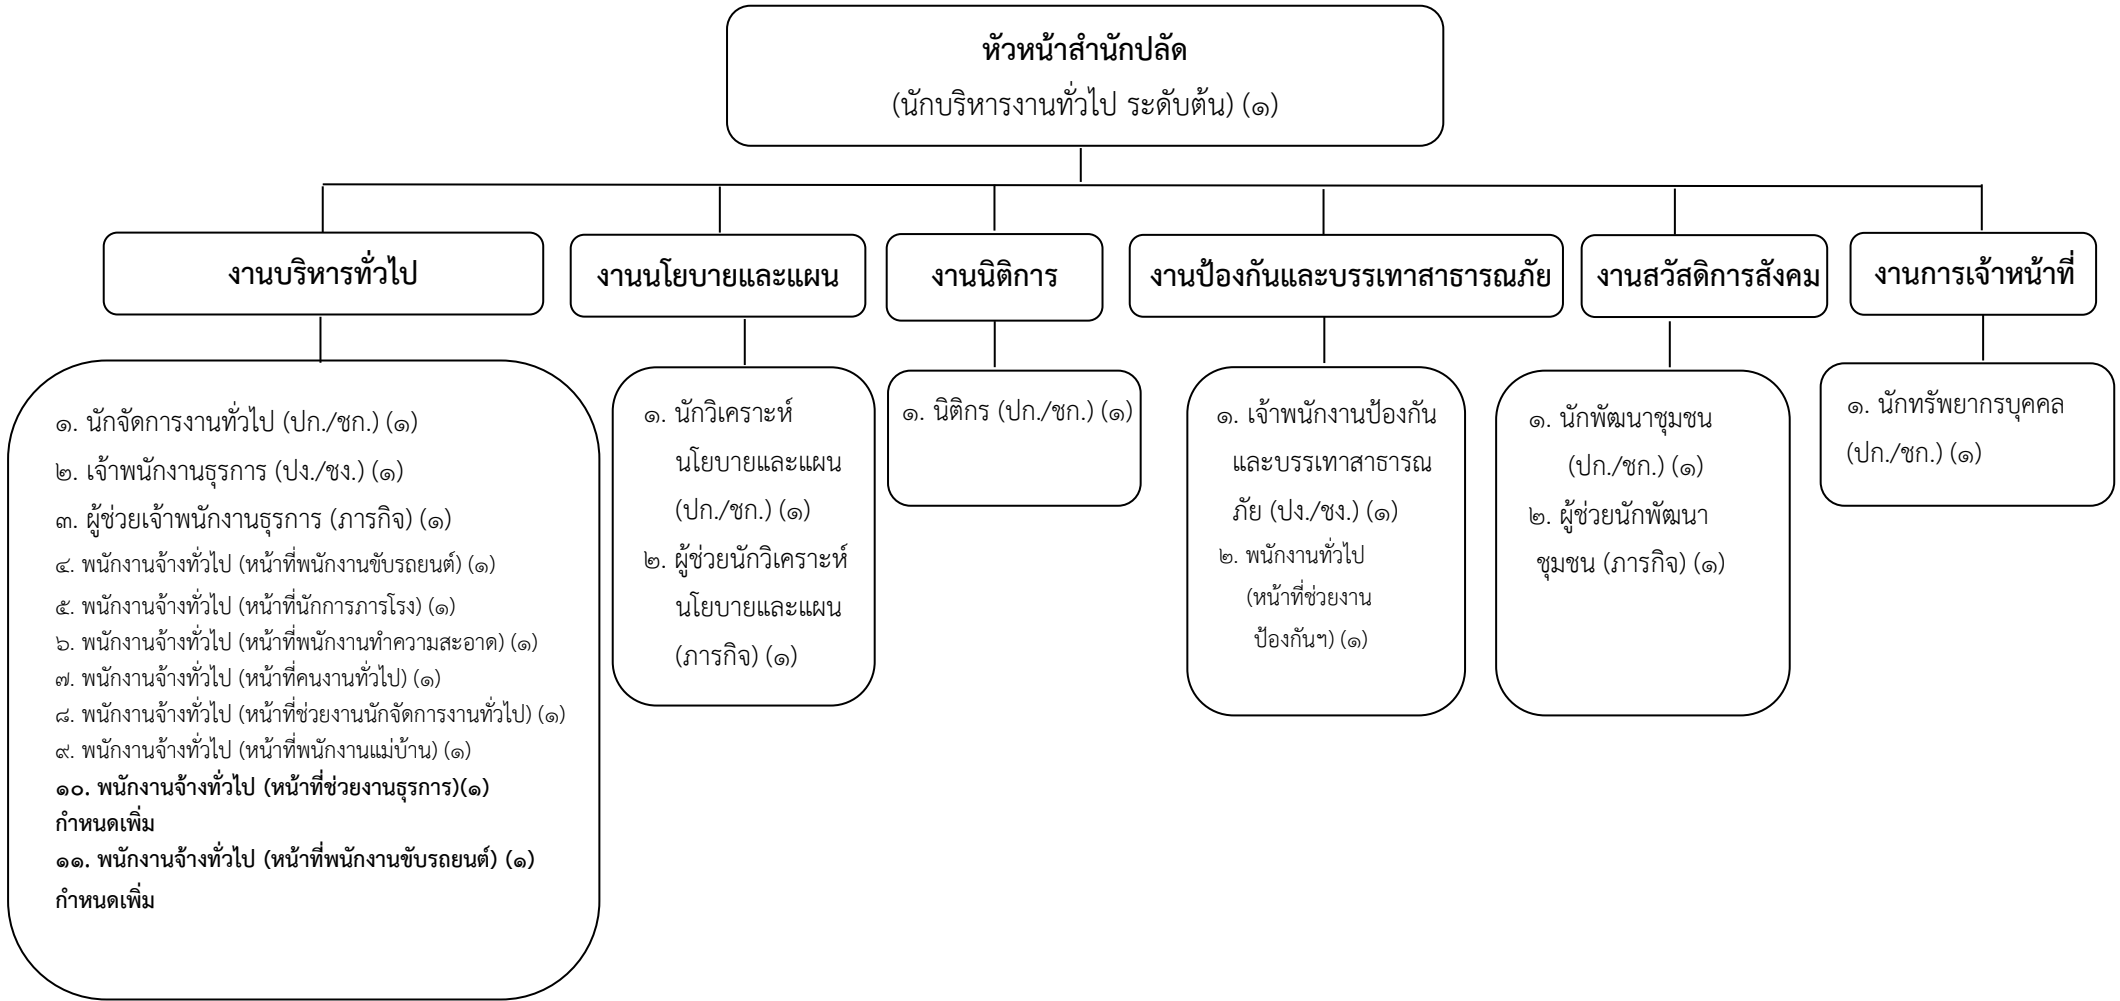 หัวหน้าสำนักปลัด
(นักบริหารงานทั่วไป ระดับต้น) (๑)
งานบริหารทั่วไป
งานนโยบายและแผน
งานนิติการ
งานป้องกันและบรรเทาสาธารณภัย
งานสวัสดิการสังคม
งานการเจ้าหน้าที่
๑. นักจัดการงานทั่วไป (ปก./ชก.) (๑)
๒. เจ้าพนักงานธุรการ (ปง./ชง.) (๑)
๓. ผู้ช่วยเจ้าพนักงานธุรการ (ภารกิจ) (๑)
๔. พนักงานจ้างทั่วไป (หน้าที่พนักงานขับรถยนต์) (๑)
๕. พนักงานจ้างทั่วไป (หน้าที่นักการภารโรง) (๑)
๖. พนักงานจ้างทั่วไป (หน้าที่พนักงานทำความสะอาด) (๑)
๗. พนักงานจ้างทั่วไป (หน้าที่คนงานทั่วไป) (๑)
๘. พนักงานจ้างทั่วไป (หน้าที่ช่วยงานนักจัดการงานทั่วไป) (๑)
๙. พนักงานจ้างทั่วไป (หน้าที่พนักงานแม่บ้าน) (๑)
๑๐. พนักงานจ้างทั่วไป (หน้าที่ช่วยงานธุรการ)(๑)
กำหนดเพิ่ม
๑๑. พนักงานจ้างทั่วไป (หน้าที่พนักงานขับรถยนต์) (๑)
กำหนดเพิ่ม
๑. นักวิเคราะห์
นโยบายและแผน
(ปก./ชก.) (๑)
๒. ผู้ช่วยนักวิเคราะห์
นโยบายและแผน
(ภารกิจ) (๑)
๑. นิติกร (ปก./ชก.) (๑)
๑. เจ้าพนักงานป้องกัน
และบรรเทาสาธารณ
ภัย (ปง./ชง.) (๑)
๒. พนักงานทั่วไป
(หน้าที่ช่วยงาน
ป้องกันฯ) (๑)
๑. นักพัฒนาชุมชน
(ปก./ชก.) (๑)
๒. ผู้ช่วยนักพัฒนา
ชุมชน (ภารกิจ) (๑)
๑. นักทรัพยากรบุคคล
(ปก./ชก.) (๑)